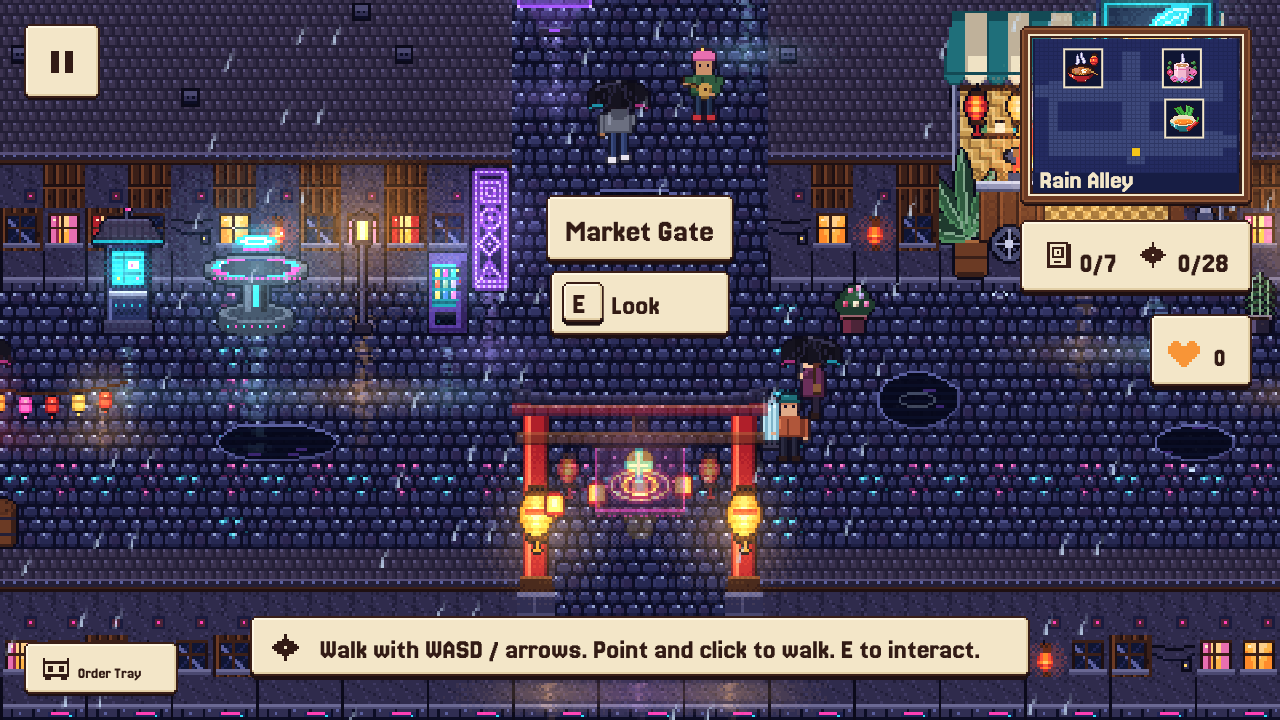 Rain Alley
Market Gate
0/7 0/28
E Look
0
Walk with WASD / arrows. Point and click to walk. E to interact.
Order Tray